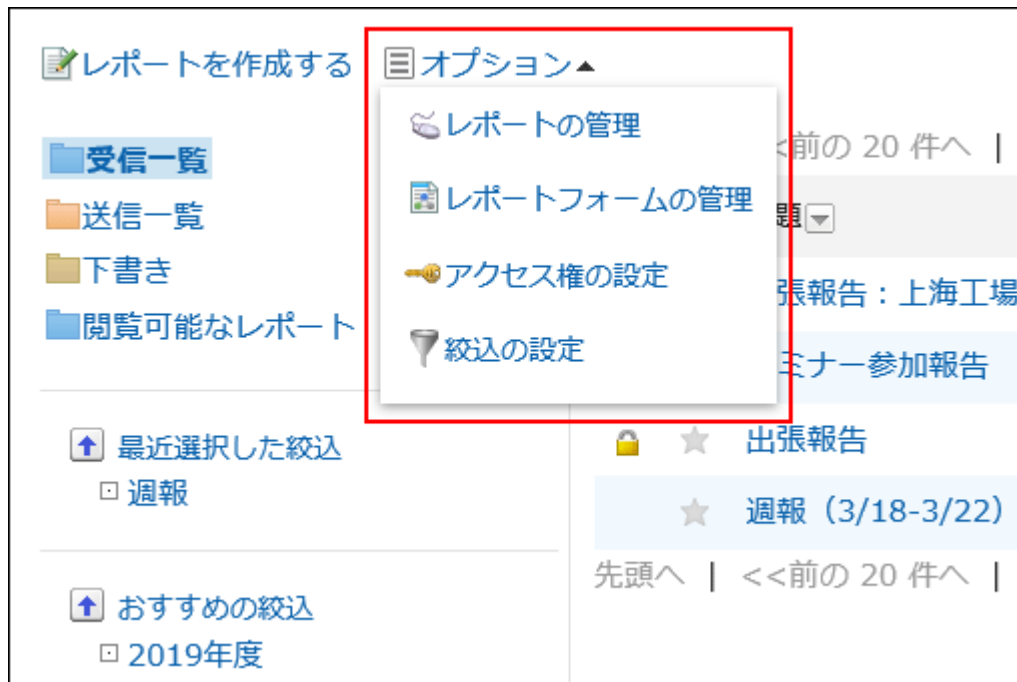 レポートを作成する オプション▲
レポートの管理
レポートフォームの管理
アクセス権の設定
絞込の設定
受信一覧
送信一覧
下書き
閲覧可能なレポート
最近選択した絞込
週報
おすすめの絞込
2019年度
<前の 20 件へ |
題
張報告:上海工場
ミナー参加報告
出張報告
週報(3/18-3/22)
先頭へ | <<前の 20 件へ |